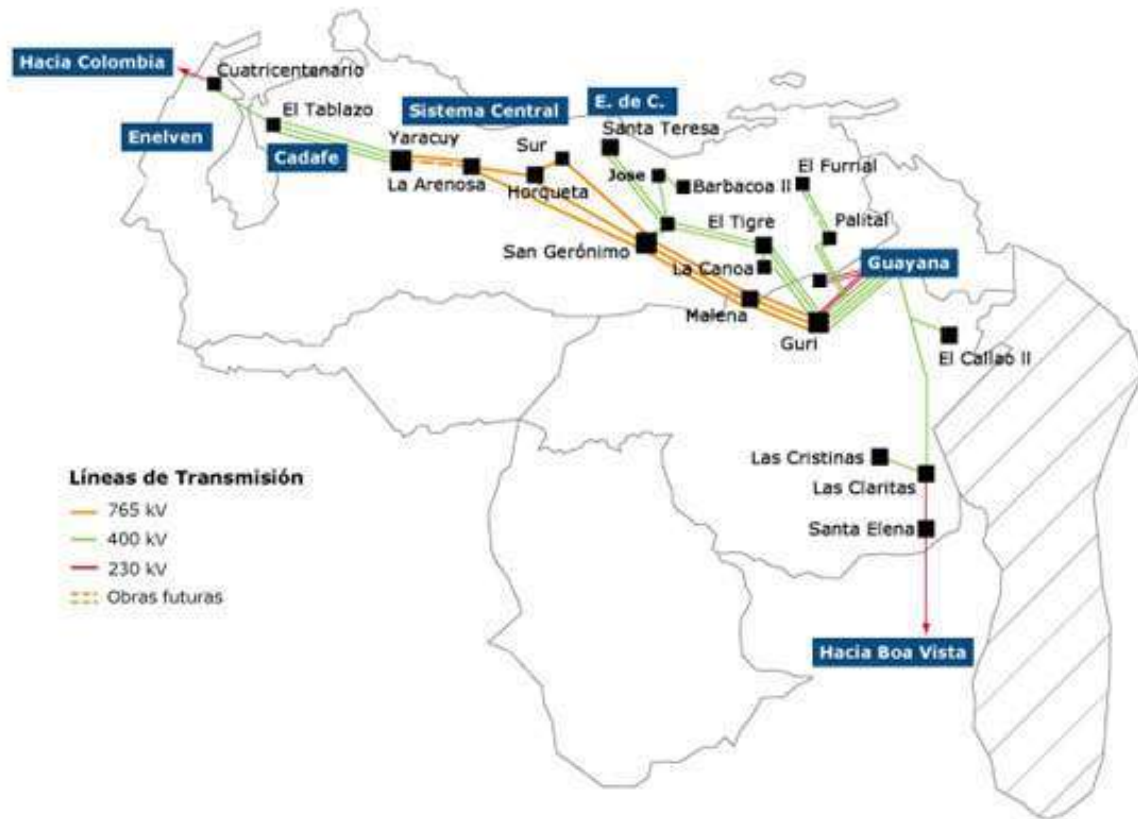 Hacia Colombia
Cuatricentenario
El Tablazo
Enelven
Cadafe
Sistema Central
Yaracuy
La Arenosa
Sur
Horqueta
E. de C.
Santa Teresa
Jose
Barbacoa II
El Furrial
El Tigre
Palital
San Gerónimo
La Canoa
Guayana
Malena
Guri
El Callao II
Las Cristinas
Las Claritas
Santa Elena
Hacia Boa Vista
Líneas de Transmisión
765 kV
400 kV
230 kV
Obras futuras